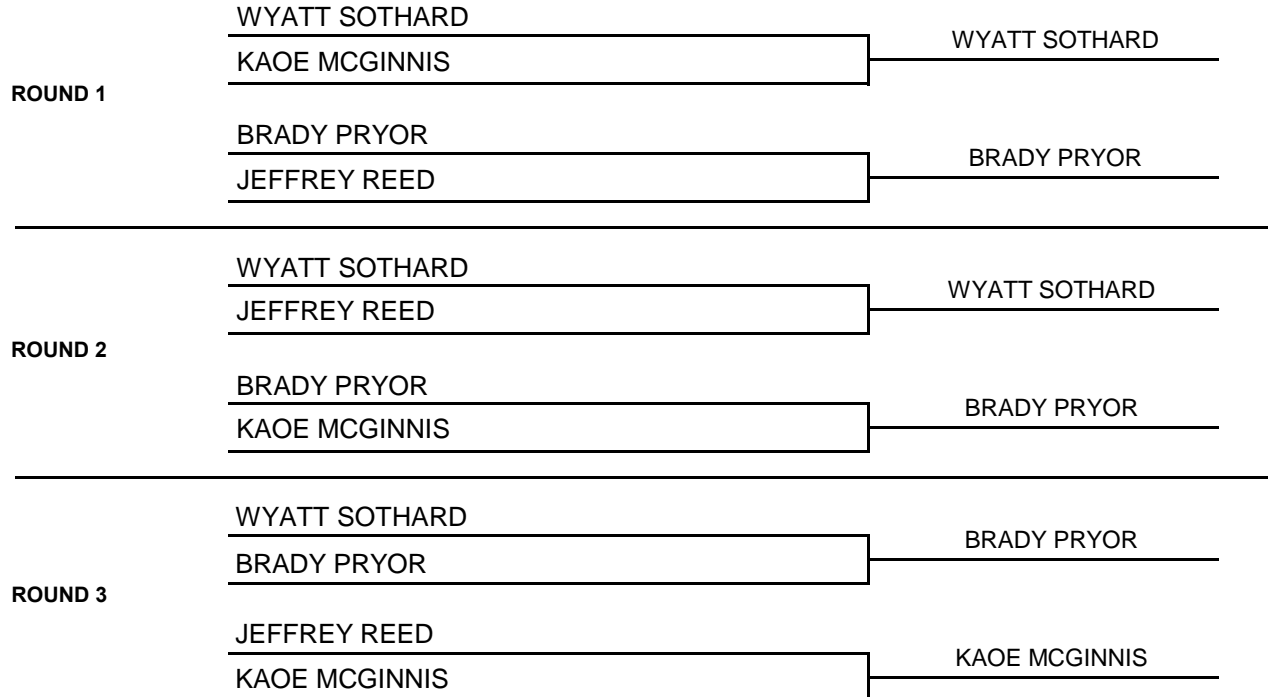 WYATT SOTHARD
WYATT SOTHARD
KAOE MCGINNIS
ROUND 1
BRADY PRYOR
BRADY PRYOR
JEFFREY REED
WYATT SOTHARD
WYATT SOTHARD
JEFFREY REED
ROUND 2
BRADY PRYOR
BRADY PRYOR
KAOE MCGINNIS
WYATT SOTHARD
BRADY PRYOR
BRADY PRYOR
ROUND 3
JEFFREY REED
KAOE MCGINNIS
KAOE MCGINNIS